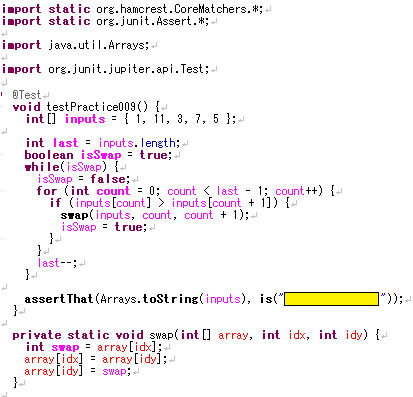 import static org.hamcrest.CoreMatchers.*;
import static org.junit.Assert.*;
import java.util.Arrays;
import org.junit.jupiter.api.Test;
@Test
void testPractice009() {
int[] inputs = { 1, 11, 3, 7, 5 };
int last = inputs.length;
boolean isSwap = true;
while(isSwap) {
isSwap = false;
for (int count = 0; count < last - 1; count++) {
if (inputs[count] > inputs[count + 1]) {
swap(inputs, count, count + 1);
isSwap = true;
}
}
last--;
}
assertThat(Arrays.toString(inputs), is("          "));
}
private static void swap(int[] array, int idx, int idy) {
int swap = array[idx];
array[idx] = array[idy];
array[idy] = swap;
}